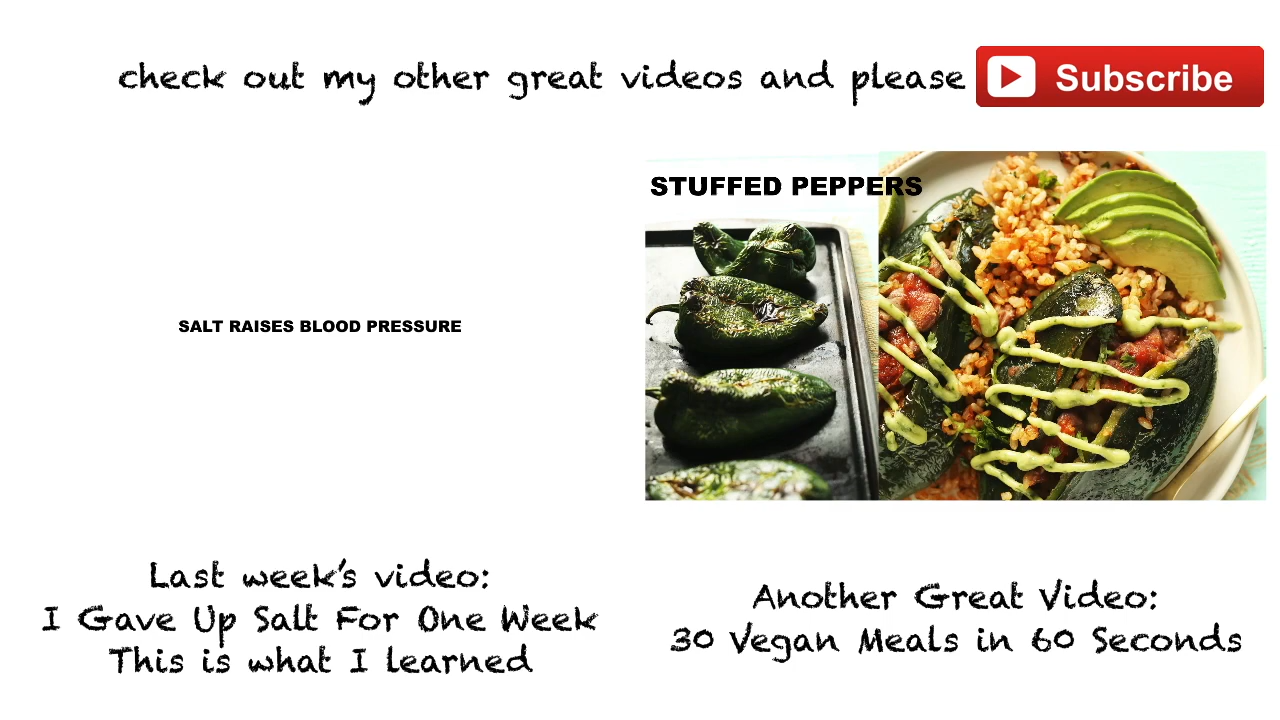 check out my other great videos and please Subscribe
STUFFED PEPPERS
SALT RAISES BLOOD PRESSURE
Last week's video:
I Gave Up Salt For One Week
This is what I learned
Another Great Video:
30 Vegan Meals in 60 Seconds